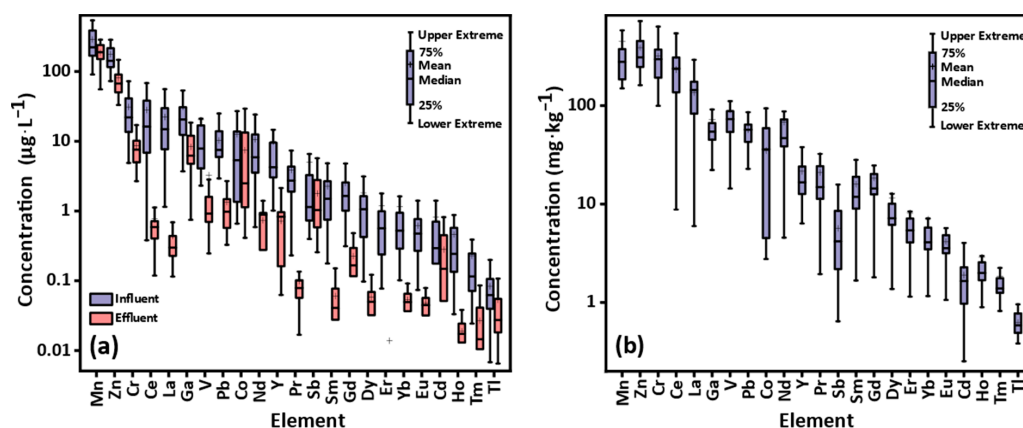 Concentration (µg·L⁻¹)
100
10
1
0.1
0.01
Upper Extreme
75%
Mean
Median
25%
Lower Extreme
Influent
Effluent
(a)
Mn Zn Cr Ce La Ga V Pb Co Nd Y Pr Sb Sm Gd Dy Er Yb Eu Cd Ho Tm Tl
Element
Concentration (mg·kg⁻¹)
100
10
1
Upper Extreme
75%
Mean
Median
25%
Lower Extreme
(b)
Mn Zn Cr Ce La Ga V Pb Co Nd Y Pr Sb Sm Gd Dy Er Yb Eu Cd Ho Tm Tl
Element